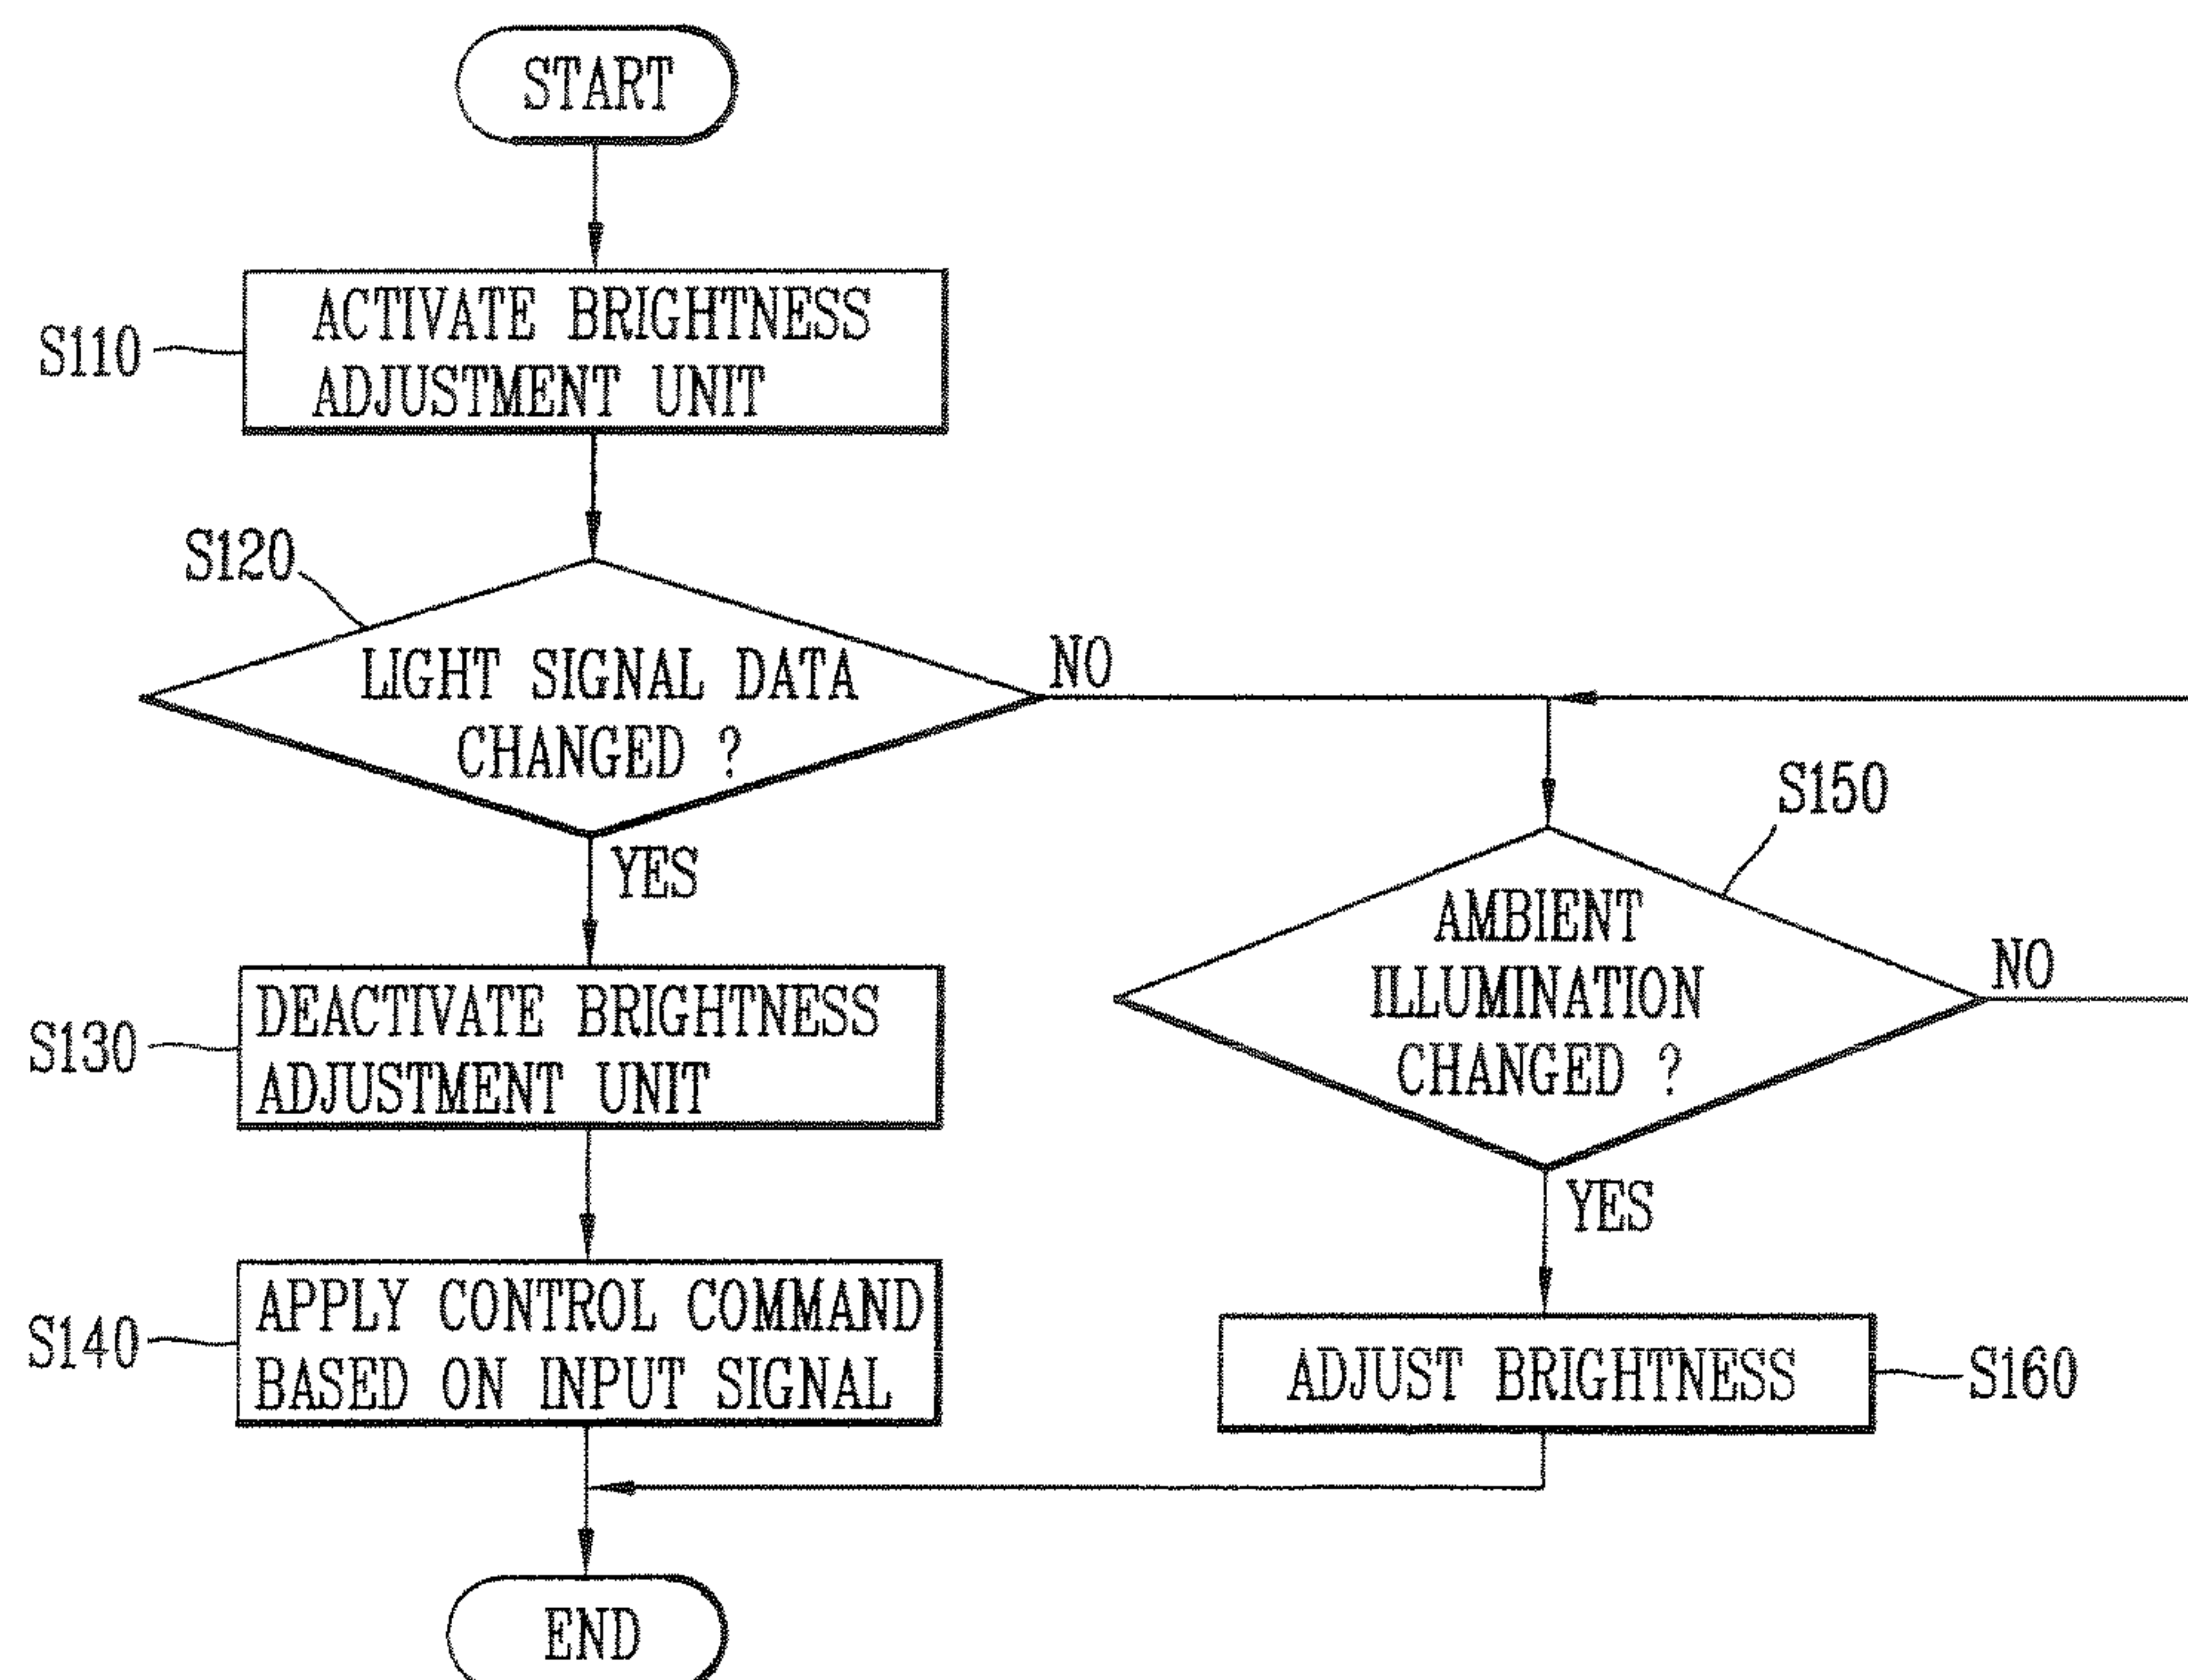 START
S110
ACTIVATE BRIGHTNESS
ADJUSTMENT UNIT
S120
LIGHT SIGNAL DATA
CHANGED ?
NO
YES
S130
DEACTIVATE BRIGHTNESS
ADJUSTMENT UNIT
S140
APPLY CONTROL COMMAND
BASED ON INPUT SIGNAL
S150
AMBIENT
ILLUMINATION
CHANGED ?
NO
YES
ADJUST BRIGHTNESS
S160
END